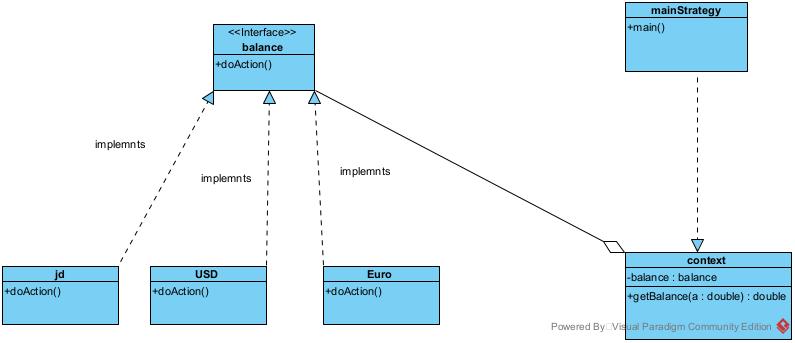 <<Interface>>
balance
+doAction()
mainStrategy
+main()
implemnts
implemnts
implemnts
jd
+doAction()
USD
+doAction()
Euro
+doAction()
context
-balance : balance
+getBalance(a : double) : double
Powered By Visual Paradigm Community Edition